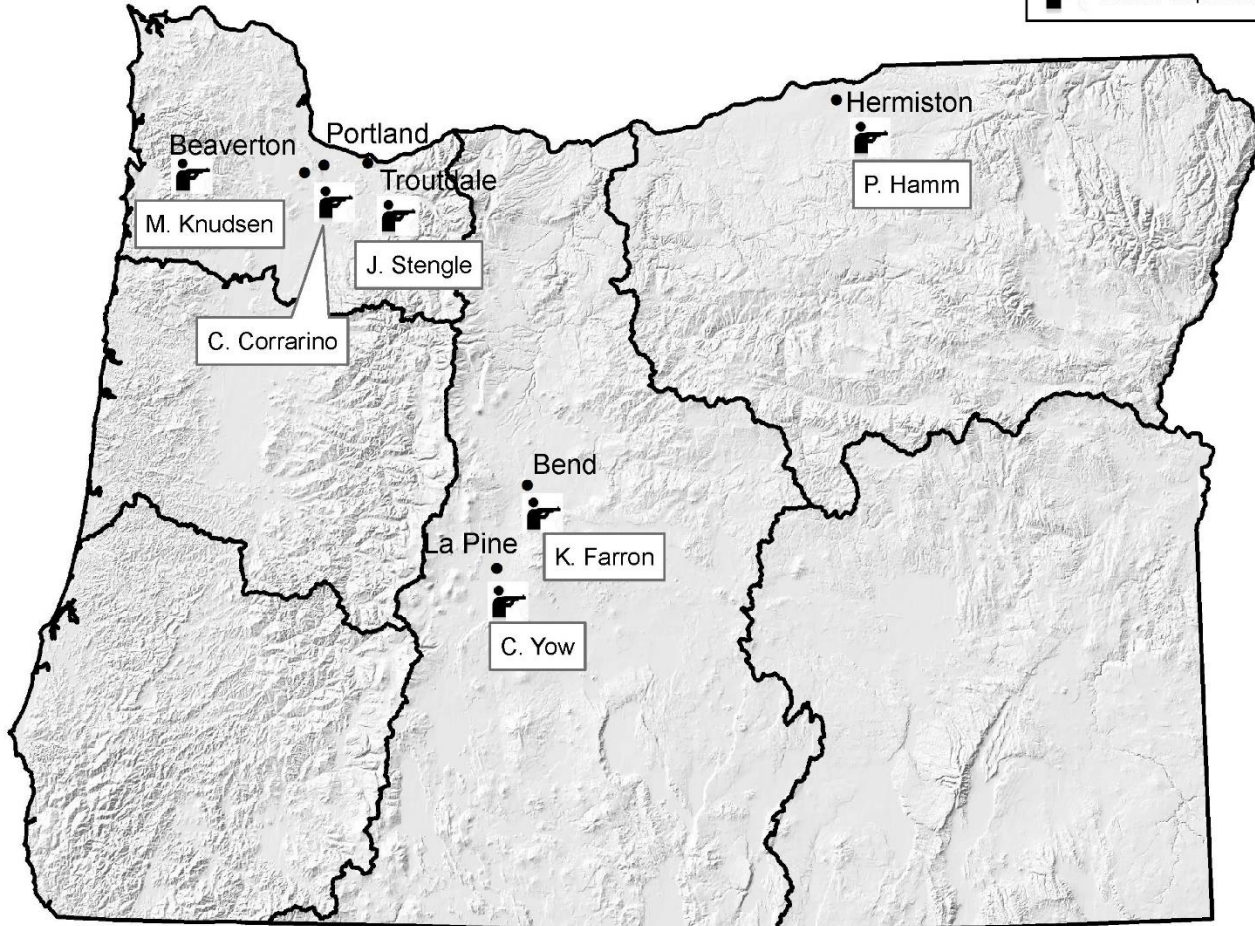 Hermiston
Portland
Beaverton
Troutdale
P. Hamm
M. Knudsen
J. Stengle
C. Corrarino
Bend
La Pine
K. Farron
C. Yow